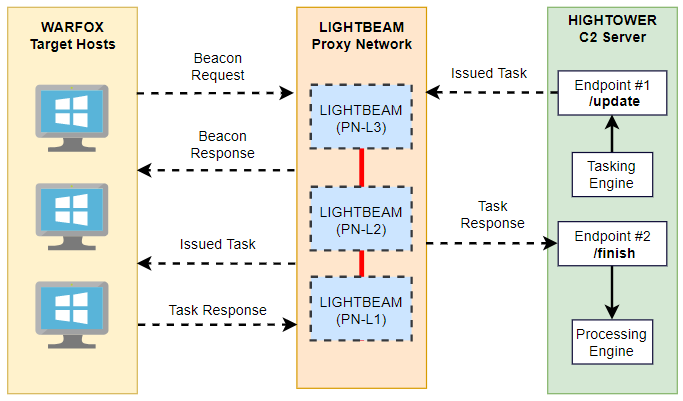 WARFOX
Target Hosts
LIGHTBEAM
Proxy Network
HIGHTOWER
C2 Server
Beacon
Request
Beacon
Response
Issued Task
Task Response
LIGHTBEAM
(PN-L3)
LIGHTBEAM
(PN-L2)
LIGHTBEAM
(PN-L1)
Issued Task
Task
Response
Endpoint #1
/update
Tasking
Engine
Endpoint #2
/finish
Processing
Engine